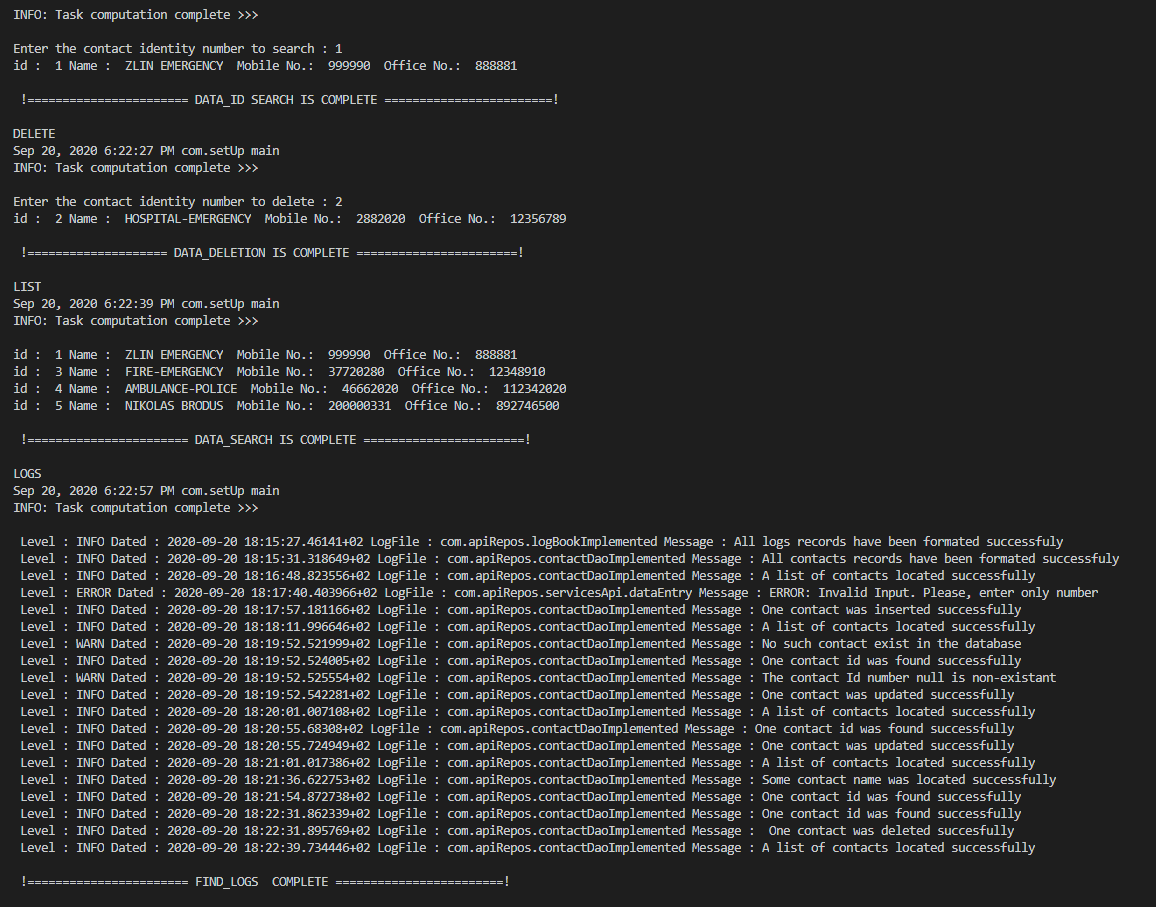 INFO: Task computation complete >>>
Enter the contact identity number to search : 1
id :  1 Name :  ZLIN EMERGENCY  Mobile No.:  999990  Office No.:  888881
!======================= DATA_ID SEARCH IS COMPLETE ========================!
DELETE
Sep 20, 2020 6:22:27 PM com.setUp main
INFO: Task computation complete >>>
Enter the contact identity number to delete : 2
id :  2 Name :  HOSPITAL-EMERGENCY  Mobile No.:  2882020  Office No.:  12356789
!==================== DATA_DELETION IS COMPLETE =======================!
LIST
Sep 20, 2020 6:22:39 PM com.setUp main
INFO: Task computation complete >>>
id :  1 Name :  ZLIN EMERGENCY  Mobile No.:  999990  Office No.:  888881
id :  3 Name :  FIRE-EMERGENCY  Mobile No.:  37720280  Office No.:  12348910
id :  4 Name :  AMBULANCE-POLICE  Mobile No.:  46662020  Office No.:  112342020
id :  5 Name :  NIKOLAS BRODUS  Mobile No.:  200000331  Office No.:  892746500
!======================= DATA_SEARCH IS COMPLETE =======================!
LOGS
Sep 20, 2020 6:22:57 PM com.setUp main
INFO: Task computation complete >>>
Level : INFO Dated : 2020-09-20 18:15:27.46141+02 LogFile : com.apiRepos.logBookImplemented Message : All logs records have been formated successfuly
Level : INFO Dated : 2020-09-20 18:15:31.318649+02 LogFile : com.apiRepos.contactDaoImplemented Message : All contacts records have been formated successfuly
Level : INFO Dated : 2020-09-20 18:16:48.823556+02 LogFile : com.apiRepos.contactDaoImplemented Message : A list of contacts located successfully
Level : ERROR Dated : 2020-09-20 18:17:40.403966+02 LogFile : com.apiRepos.servicesApi.dataEntry Message : ERROR: Invalid Input. Please, enter only number
Level : INFO Dated : 2020-09-20 18:17:57.181166+02 LogFile : com.apiRepos.contactDaoImplemented Message : One contact was inserted successfully
Level : INFO Dated : 2020-09-20 18:18:11.996646+02 LogFile : com.apiRepos.contactDaoImplemented Message : A list of contacts located successfully
Level : WARN Dated : 2020-09-20 18:19:52.521999+02 LogFile : com.apiRepos.contactDaoImplemented Message : No such contact exist in the database
Level : INFO Dated : 2020-09-20 18:19:52.524005+02 LogFile : com.apiRepos.contactDaoImplemented Message : One contact id was found successfully
Level : WARN Dated : 2020-09-20 18:19:52.525554+02 LogFile : com.apiRepos.contactDaoImplemented Message : The contact Id number null is non-existant
Level : INFO Dated : 2020-09-20 18:19:52.542281+02 LogFile : com.apiRepos.contactDaoImplemented Message : One contact was updated successfully
Level : INFO Dated : 2020-09-20 18:20:01.007108+02 LogFile : com.apiRepos.contactDaoImplemented Message : A list of contacts located successfully
Level : INFO Dated : 2020-09-20 18:20:55.68308+02 LogFile : com.apiRepos.contactDaoImplemented Message : One contact id was found successfully
Level : INFO Dated : 2020-09-20 18:20:55.724949+02 LogFile : com.apiRepos.contactDaoImplemented Message : One contact was updated successfully
Level : INFO Dated : 2020-09-20 18:21:01.017386+02 LogFile : com.apiRepos.contactDaoImplemented Message : A list of contacts located successfully
Level : INFO Dated : 2020-09-20 18:21:36.622753+02 LogFile : com.apiRepos.contactDaoImplemented Message : Some contact name was located successfully
Level : INFO Dated : 2020-09-20 18:21:54.872738+02 LogFile : com.apiRepos.contactDaoImplemented Message : One contact id was found successfully
Level : INFO Dated : 2020-09-20 18:22:31.862339+02 LogFile : com.apiRepos.contactDaoImplemented Message : One contact id was found successfully
Level : INFO Dated : 2020-09-20 18:22:31.895769+02 LogFile : com.apiRepos.contactDaoImplemented Message :  One contact was deleted succesfully
Level : INFO Dated : 2020-09-20 18:22:39.734446+02 LogFile : com.apiRepos.contactDaoImplemented Message : A list of contacts located successfully
!======================= FIND_LOGS  COMPLETE ========================!